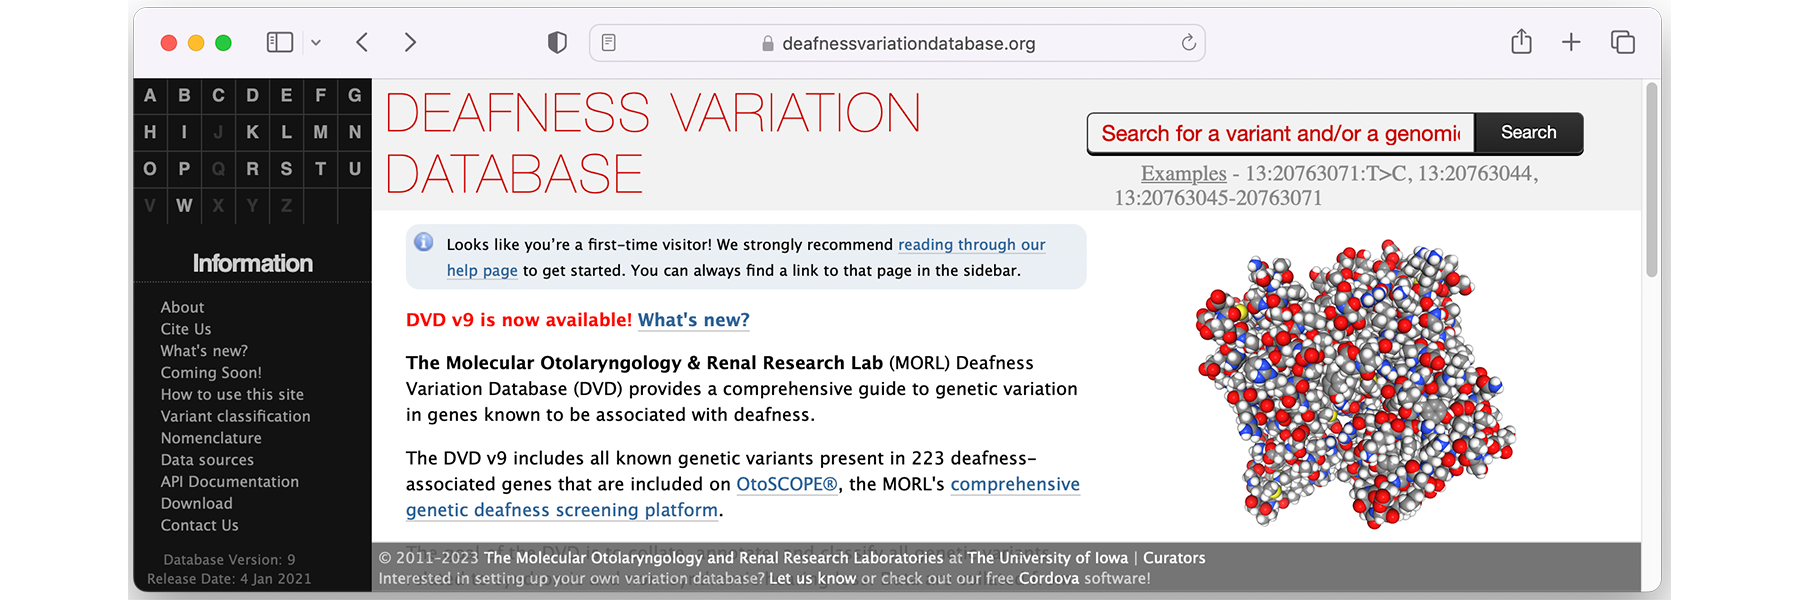 deafnessvariationdatabase.org
A B C D E F G
H I J K L M N
O P Q R S T U
V W X Y Z
Information
About
Cite Us
What's new?
Coming Soon!
How to use this site
Variant classification
Nomenclature
Data sources
API Documentation
Download
Contact Us
Database Version: 9
Release Date: 4 Jan 2021
DEAFNESS VARIATION
DATABASE
Search for a variant and/or a genomic
Search
Examples - 13:20763071:T>C, 13:20763044,
13:20763045-20763071
Looks like you're a first-time visitor! We strongly recommend reading through our
help page to get started. You can always find a link to that page in the sidebar.
DVD v9 is now available! What's new?
The Molecular Otolaryngology & Renal Research Lab (MORL) Deafness
Variation Database (DVD) provides a comprehensive guide to genetic variation
in genes known to be associated with deafness.
The DVD v9 includes all known genetic variants present in 223 deafness-
associated genes that are included on OtoSCOPE®, the MORL's comprehensive
genetic deafness screening platform.
© 2011-2023 The Molecular Otolaryngology and Renal Research Laboratories at The University of Iowa | Curators
Interested in setting up your own variation database? Let us know or check out our free Cordova software!